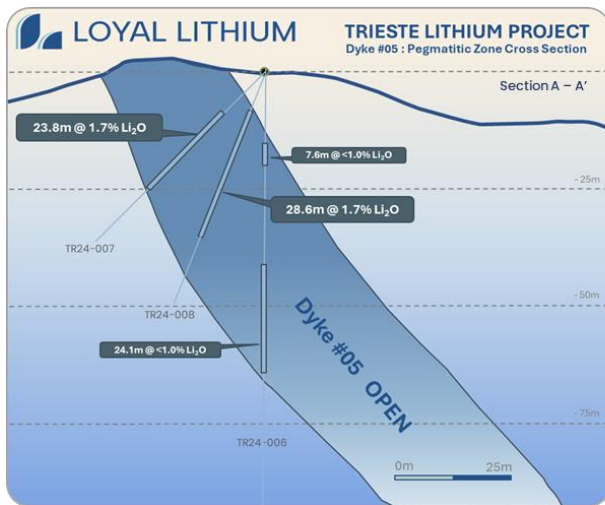 LOYAL LITHIUM
TRIESTE LITHIUM PROJECT
Dyke #05 : Pegmatitic Zone Cross Section
Section A – A’
23.8m @ 1.7% Li₂O
7.6m @ <1.0% Li₂O
-25m
28.6m @ 1.7% Li₂O
TR24-007
-50m
TR24-008
Dyke #05 OPEN
24.1m @ <1.0% Li₂O
-75m
TR24-006
0m 25m